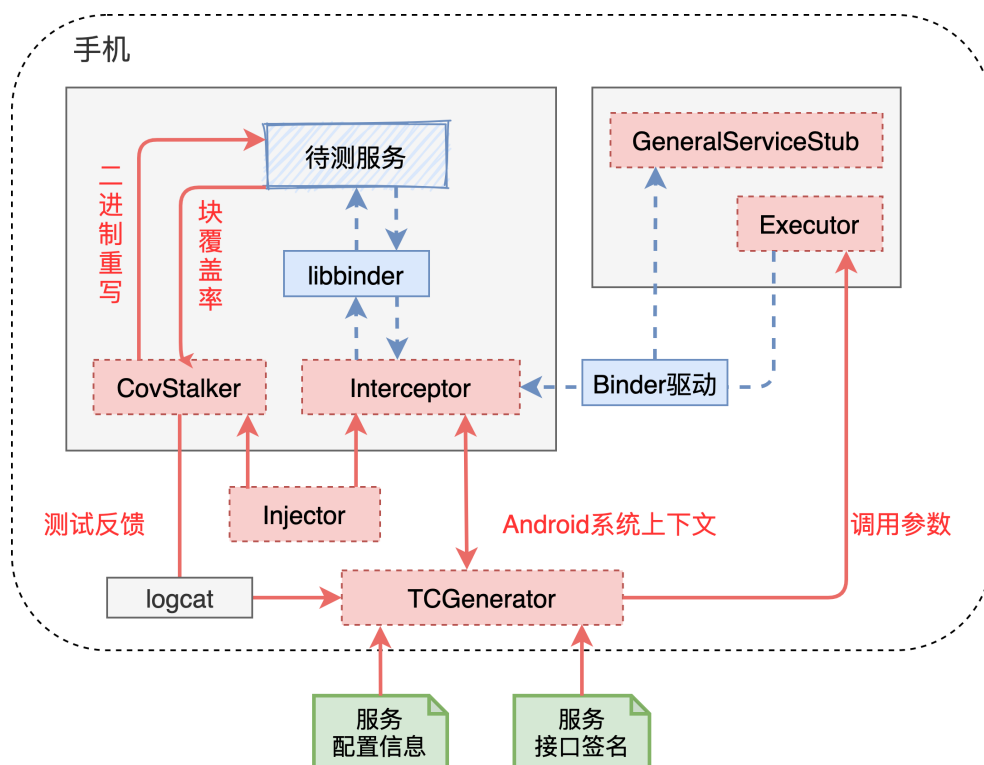 手机
待测服务
GeneralServiceStub
二进制重写
块覆盖率
Executor
libbinder
CovStalker
Interceptor
Binder驱动
Injector
测试反馈
Android系统上下文
调用参数
logcat
TCGenerator
服务
配置信息
服务
接口签名